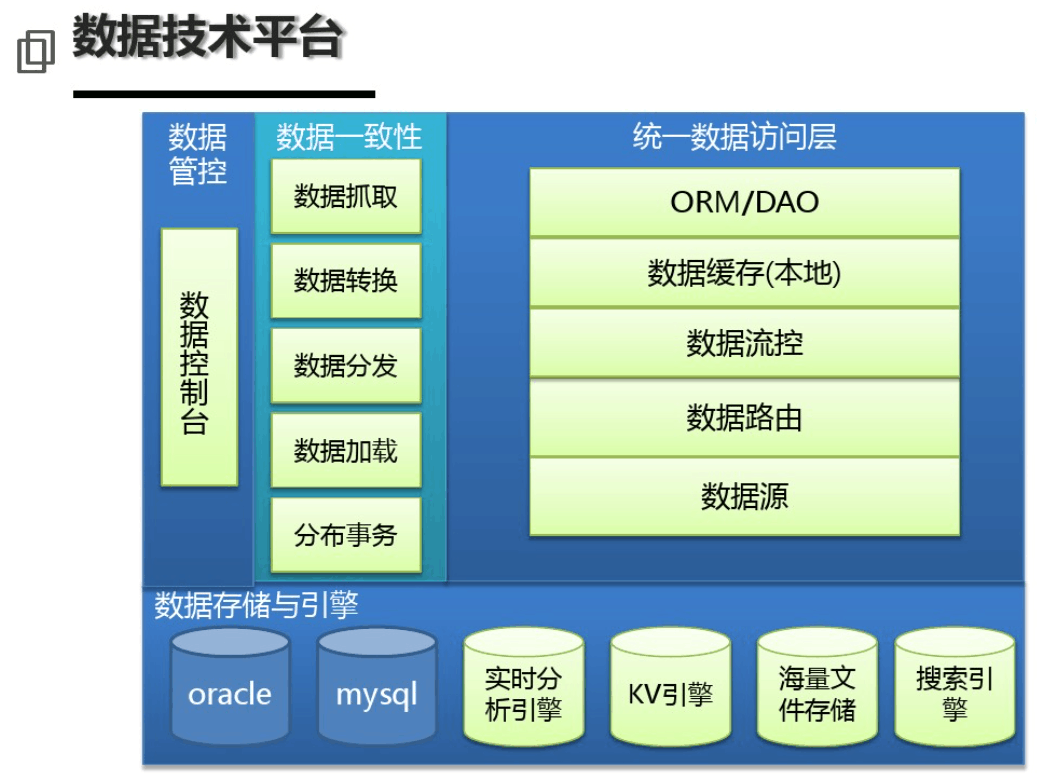 数据技术平台
数据
管控
数据控制台
数据一致性
数据抓取
数据转换
数据分发
数据加载
分布事务
统一数据访问层
ORM/DAO
数据缓存(本地)
数据流控
数据路由
数据源
数据存储与引擎
oracle
mysql
实时分
析引擎
KV引擎
海量文
件存储
搜索引
擎